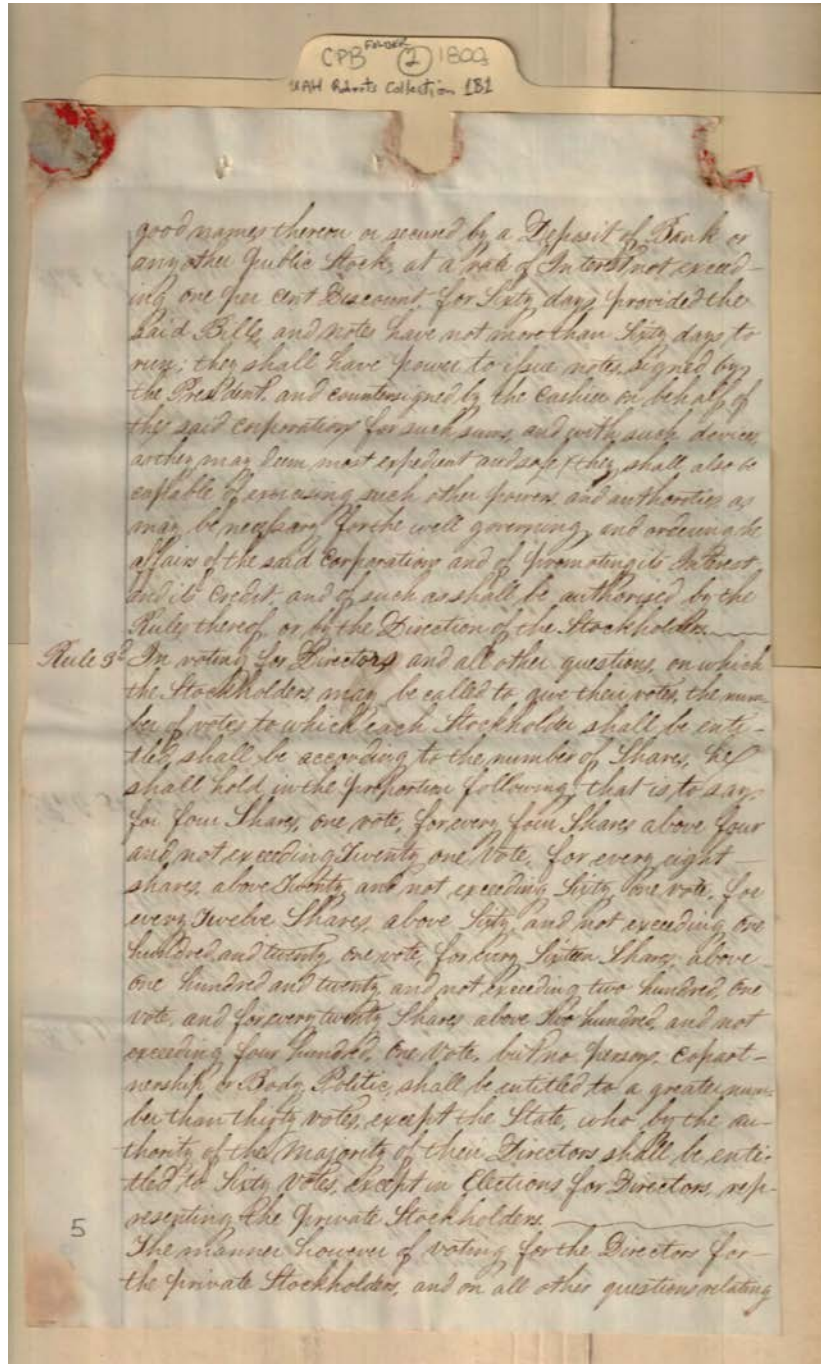 CPB FOLDER 2 1809
UAH Roberts Collection 181
good names thereon or secured by a Deposit of Bank or
any other Public Stock, at a rate of Interest not exceed-
ing one per cent Discount for Sixty days provided the
said Bills, and notes have not more than Sixty days to
run; they shall have power to issue notes signed by
the President, and countersigned by the Cashier on behalf of
the said corporation for such sums, and with such devices
as they may deem most expedient and safe, they shall also be
capable of exercising such other powers and authorities as
may be necessary for the well governing and ordering the
affairs of the said Corporation and of promoting its Interest
and its Credit, and of such as shall be authorised by the
Rules thereof or by the Direction of the Stockholders.
Rule 3d In voting for Directors and all other questions, on which
the Stockholders may be called to give their votes, the num-
ber of votes to which each Stockholder shall be enti-
tled, shall be according to the number of Shares, he
shall hold in the proportion following, that is, to say,
for four Shares, one vote, for every four Shares above four
and not exceeding Twenty one Vote, for every eight
shares above Twenty and not exceeding Sixty one vote, for
every Twelve Shares above Sixty and not exceeding one
hundred and twenty, one vote, for every Sixteen Shares above
one hundred and twenty, and not exceeding two hundred, one
vote, and for every twenty Shares above Two hundred, and not
exceeding four hundred, One Vote, but no person, copart-
nership or Body Politic, shall be entitled to a greater num-
ber than thirty votes, except the State, who by the au-
thority of the Majority of their Directors shall be enti-
tled to Sixty Votes, except in Elections for Directors, rep-
resenting the private Stockholders.
5
The manner however of voting for the Directors for
the private Stockholders, and on all other questions relating